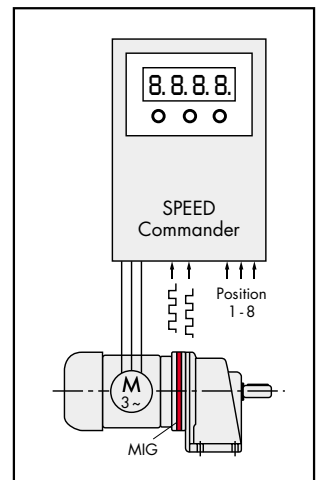 8.8.8.8.
SPEED
Commander
Position
1 - 8
M
3 ~
MIG